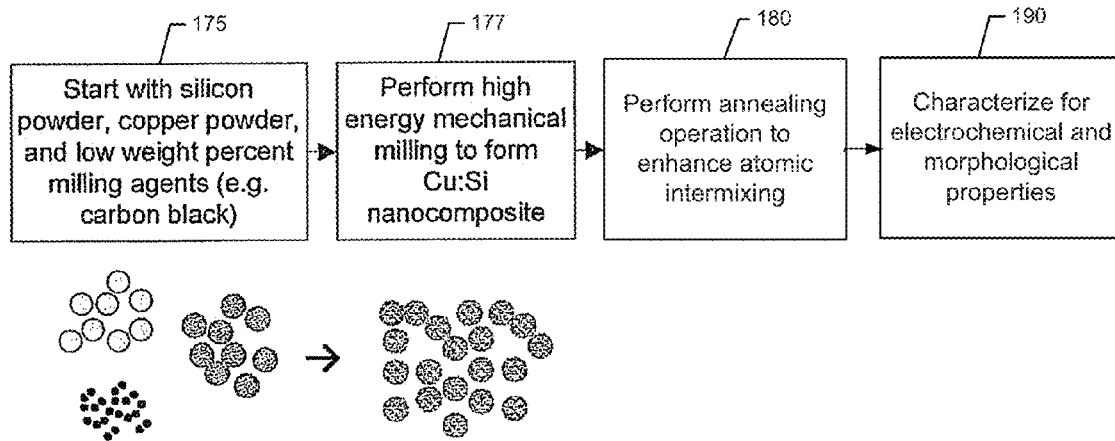 175
177
180
190
Start with silicon
powder, copper powder,
and low weight percent
milling agents (e.g.
carbon black)
Perform high
energy mechanical
milling to form
Cu:Si
nanocomposite
Perform annealing
operation to
enhance atomic
intermixing
Characterize for
electrochemical and
morphological
properties